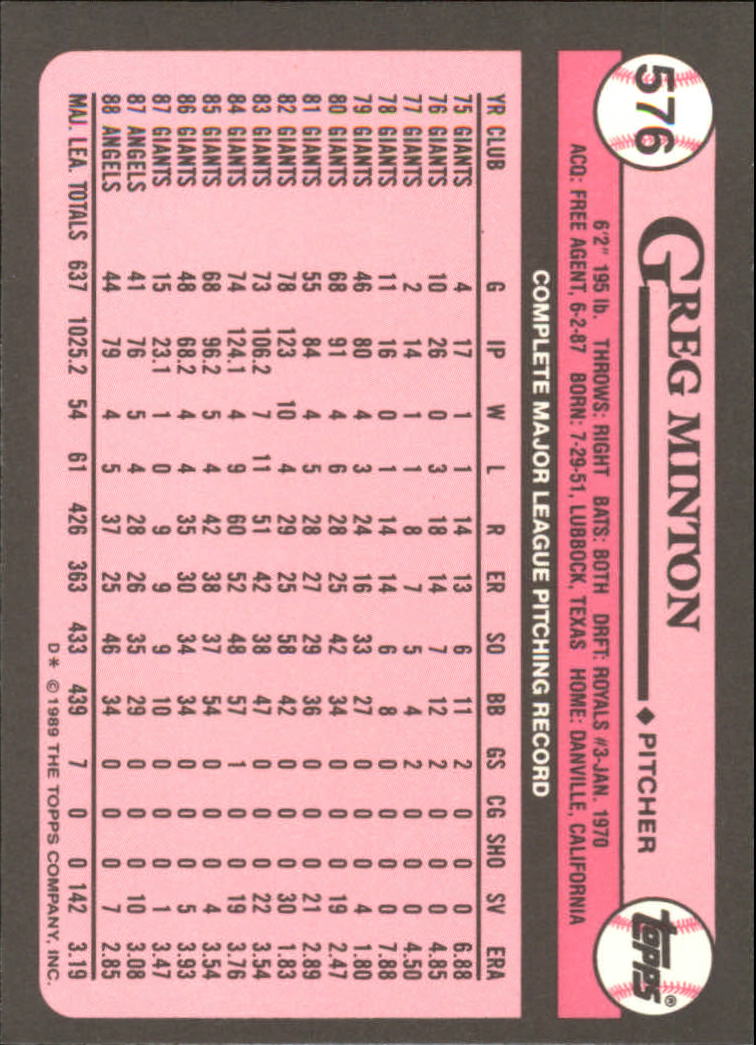 576
GREG MINTON
◆ PITCHER
topps®
6'2" 195 lb. THROWS: RIGHT BATS: BOTH DRFT: ROYALS #3-JAN. 1970
ACQ: FREE AGENT, 6-2-87 BORN: 7-29-51, LUBBOCK, TEXAS HOME: DANVILLE, CALIFORNIA
COMPLETE MAJOR LEAGUE PITCHING RECORD
YR CLUB G IP W L R ER SO BB GS CG SHO SV ERA
75 GIANTS 4 17 1 1 14 13 6 11 2 0 0 0 6.88
76 GIANTS 10 26 0 3 18 14 7 12 2 0 0 0 4.85
77 GIANTS 2 14 1 1 8 7 5 4 2 0 0 0 4.50
78 GIANTS 11 16 0 1 14 14 6 8 0 0 0 0 7.88
79 GIANTS 46 80 4 3 24 16 33 27 0 0 0 4 1.80
80 GIANTS 68 91 4 6 28 25 42 34 0 0 0 19 2.47
81 GIANTS 55 84 4 5 28 27 29 36 0 0 0 21 2.89
82 GIANTS 78 123 10 4 29 25 58 42 0 0 0 30 1.83
83 GIANTS 73 106.2 7 11 51 42 38 47 0 0 0 22 3.54
84 GIANTS 74 124.1 4 9 60 52 48 57 1 0 0 19 3.76
85 GIANTS 68 96.2 5 4 42 38 37 54 0 0 0 4 3.54
86 GIANTS 48 68.2 4 4 35 30 34 34 0 0 0 5 3.93
87 GIANTS 15 23.1 1 0 9 9 9 10 0 0 0 1 3.47
87 ANGELS 41 76 5 4 28 26 35 29 0 0 0 10 3.08
88 ANGELS 44 79 4 5 37 25 46 34 0 0 0 7 2.85
MAJ. LEA. TOTALS 637 1025.2 54 61 426 363 433 439 7 0 0 142 3.19
D* © 1989 THE TOPPS COMPANY, INC.